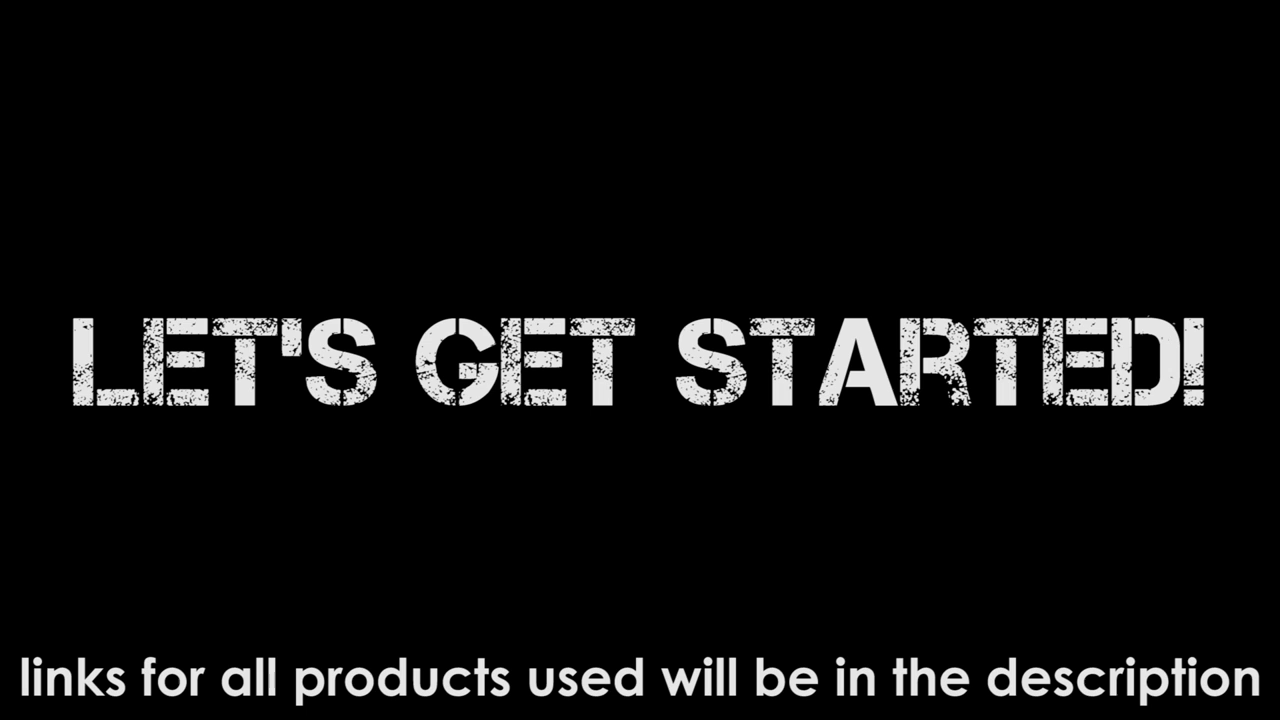 LET'S GET STARTED!
links for all products used will be in the description